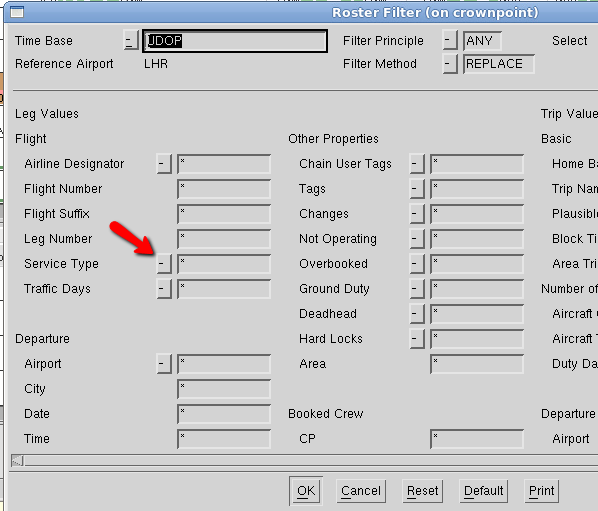 Roster Filter (on crownpoint)
Time Base - UDOP Filter Principle - ANY Select
Reference Airport LHR Filter Method - REPLACE
Leg Values Trip Value
Flight Other Properties Basic
Airline Designator - * Chain User Tags - * Home Ba
Flight Number * Tags - * Trip Nam
Flight Suffix * Changes - * Plausible
Leg Number * Not Operating - * Block Ti
Service Type - * Overbooked - * Area Tri
Traffic Days - * Ground Duty - * Number of
Deadhead - * Aircraft C
Departure Hard Locks - * Aircraft T
Airport - * Area * Duty Da
City *
Date * Booked Crew Departure
Time * CP * Airport
OK Cancel Reset Default Print